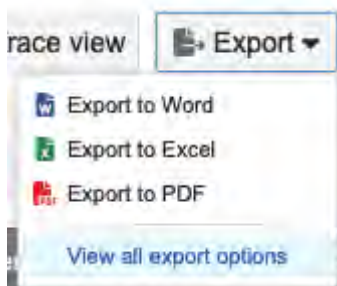 race view
Export
Export to Word
Export to Excel
Export to PDF
View all export options